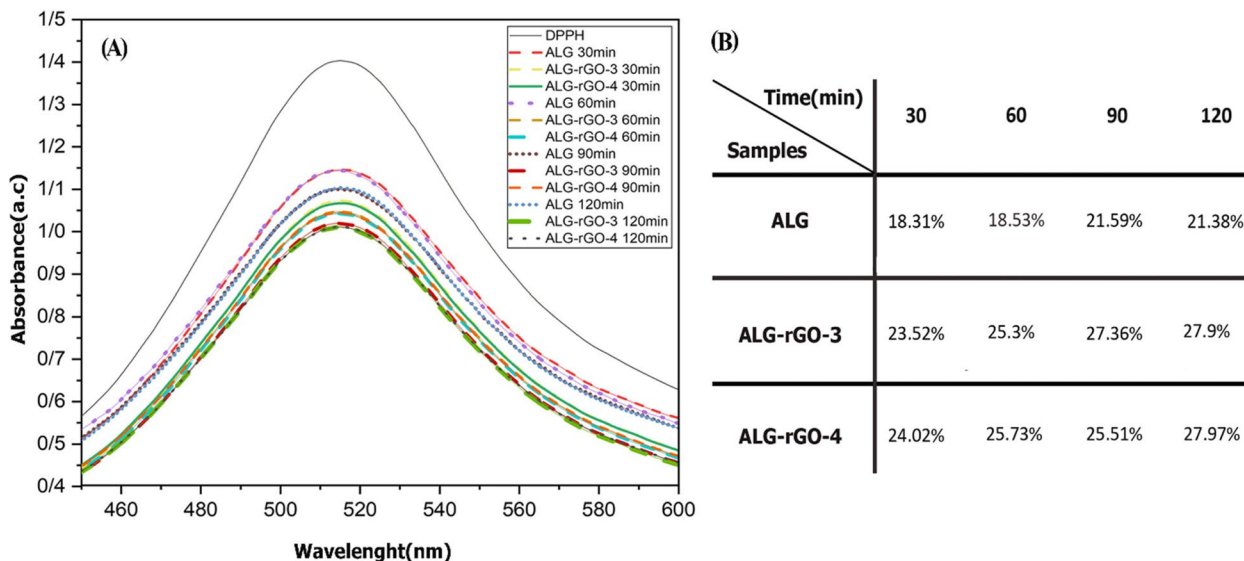 (A)
1/5
1/4
1/3
1/2
1/1
1/0
0/9
0/8
0/7
0/6
0/5
0/4
Absorbance(a.c)
460 480 500 520 540 560 580 600
Wavelenght(nm)
DPPH
ALG 30min
ALG-rGO-3 30min
ALG-rGO-4 30min
ALG 60min
ALG-rGO-3 60min
ALG-rGO-4 60min
ALG 90min
ALG-rGO-3 90min
ALG-rGO-4 90min
ALG 120min
ALG-rGO-3 120min
ALG-rGO-4 120min
(B)
Time(min) 30 60 90 120
Samples
ALG 18.31% 18.53% 21.59% 21.38%
ALG-rGO-3 23.52% 25.3% 27.36% 27.9%
ALG-rGO-4 24.02% 25.73% 25.51% 27.97%